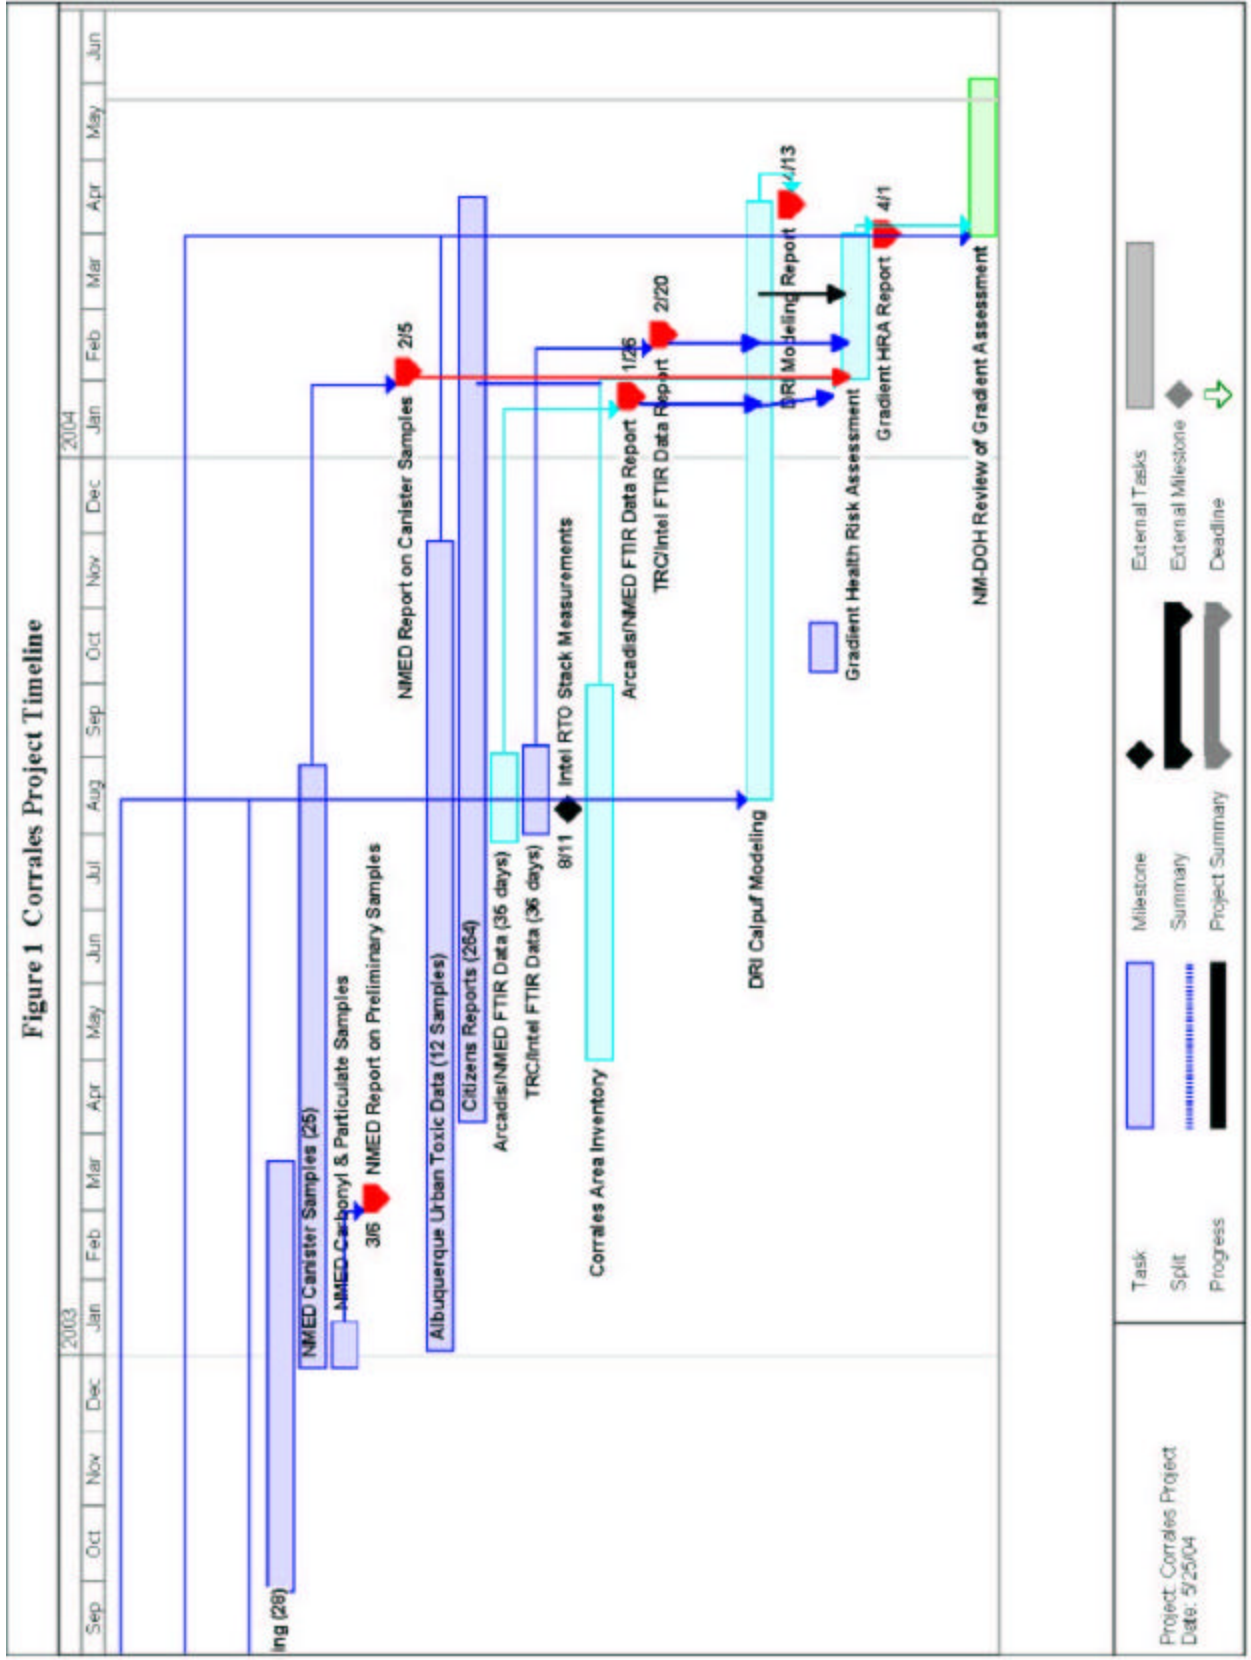 Figure 1 Corrales Project Timeline
2003
2004
Sep
Oct
Nov
Dec
Jan
Feb
Mar
Apr
May
Jun
Jul
Aug
Sep
Oct
Nov
Dec
Jan
Feb
Mar
Apr
May
Jun
ing (28)
NMED Canister Samples (25)
NMED Carbonyl & Particulate Samples
3/6 NMED Report on Preliminary Samples
NMED Report on Canister Samples 2/5
Albuquerque Urban Toxic Data (12 Samples)
Citizens Reports (264)
Arcadis/NMED FTIR Data (35 days)
TRC/Intel FTIR Data (36 days)
8/11 Intel RTO Stack Measurements
Corrales Area Inventory
Arcadis/NMED FTIR Data Report 1/26
TRC/Intel FTIR Data Report 2/20
DRI Calpuf Modeling
DRI Modeling Report 4/13
Gradient Health Risk Assessment
Gradient HRA Report 4/1
NM-DOH Review of Gradient Assessment
Project: Corrales Project
Date: 5/25/04
Task
Split
Progress
Milestone
Summary
Project Summary
External Tasks
External Milestone
Deadline